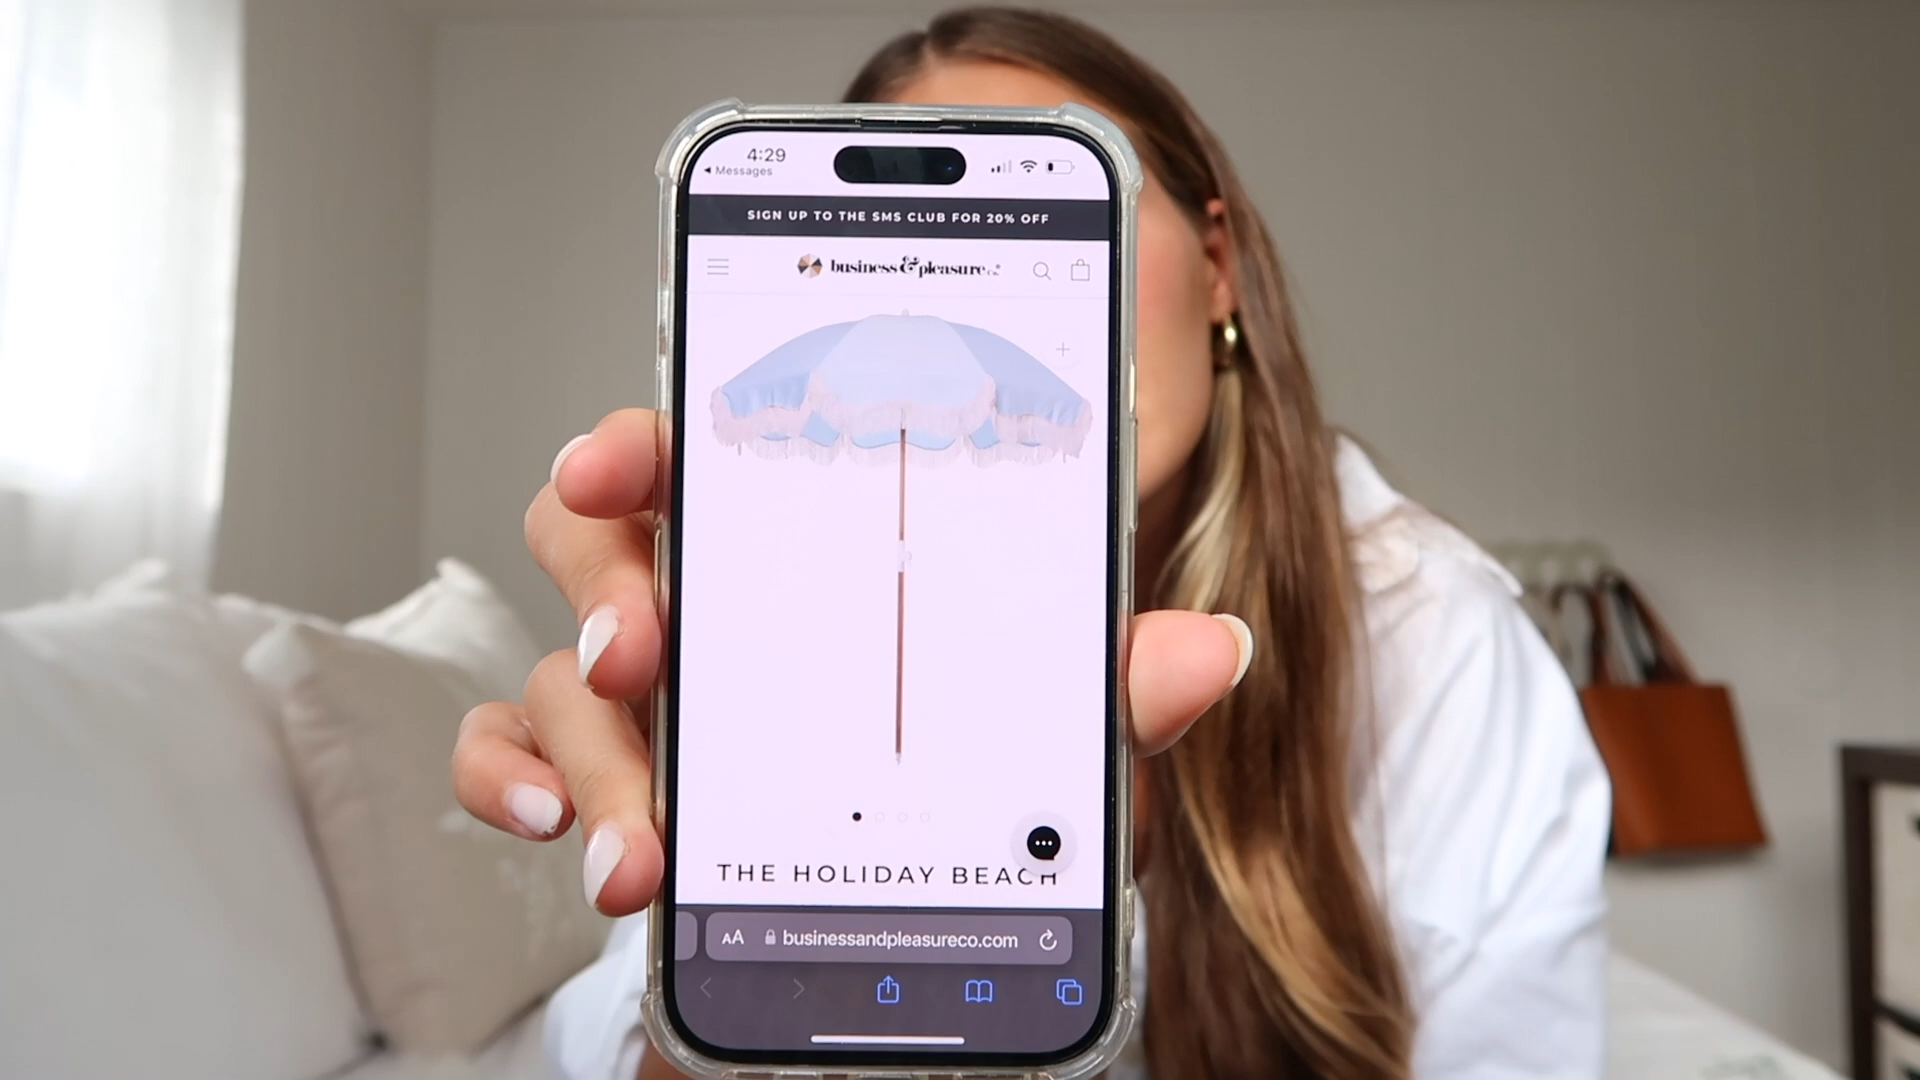 4:29
◀ Messages
SIGN UP TO THE SMS CLUB FOR 20% OFF
business & pleasure co.®
THE HOLIDAY BEACH
AA businessandpleasureco.com